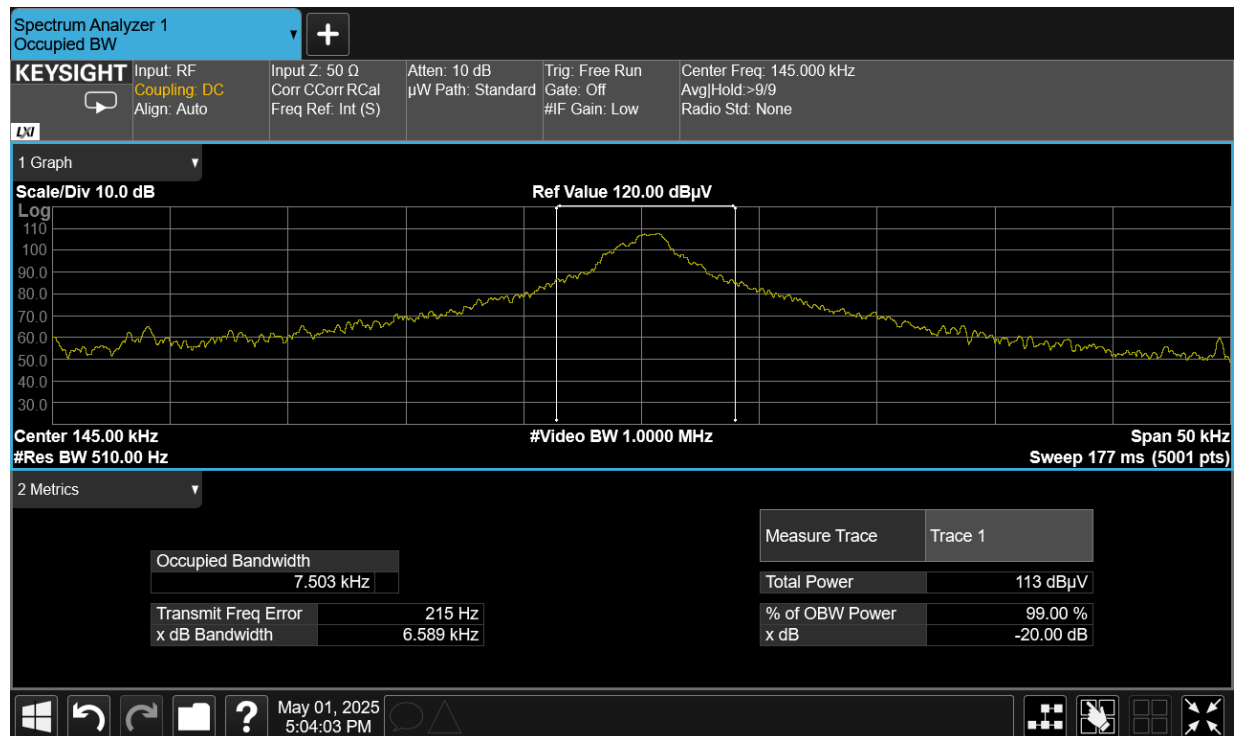 Spectrum Analyzer 1
Occupied BW
KEYSIGHT
LXI
Input: RF
Coupling: DC
Align: Auto
Input Z: 50 Ω
Corr CCorr RCal
Freq Ref: Int (S)
Atten: 10 dB
µW Path: Standard
Trig: Free Run
Gate: Off
#IF Gain: Low
Center Freq: 145.000 kHz
Avg|Hold:>9/9
Radio Std: None
1 Graph
Scale/Div 10.0 dB
Ref Value 120.00 dBµV
Log
110
100
90.0
80.0
70.0
60.0
50.0
40.0
30.0
Center 145.00 kHz
#Video BW 1.0000 MHz
Span 50 kHz
#Res BW 510.00 Hz
Sweep 177 ms (5001 pts)
2 Metrics
Measure Trace Trace 1
Occupied Bandwidth
7.503 kHz
Total Power 113 dBµV
Transmit Freq Error 215 Hz
% of OBW Power 99.00 %
x dB Bandwidth 6.589 kHz
x dB -20.00 dB
?
May 01, 2025
5:04:03 PM